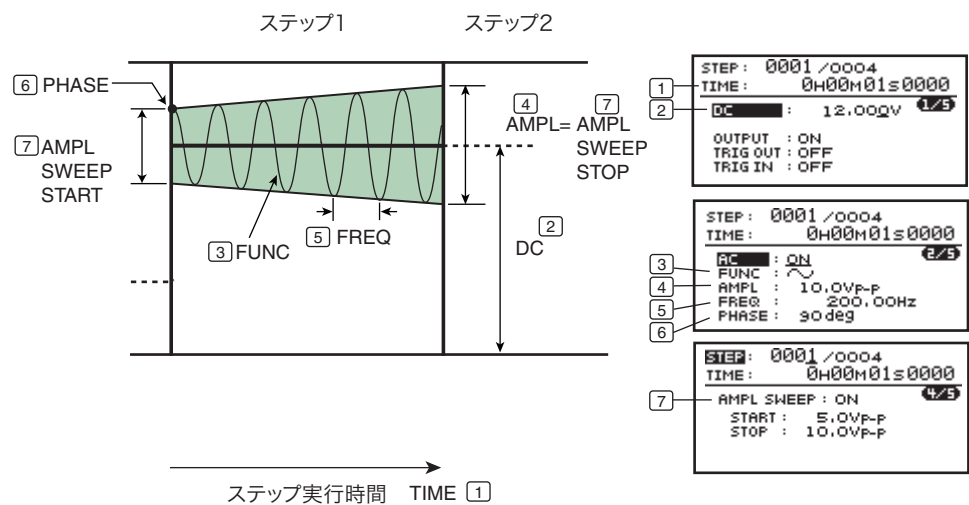 ステップ1
ステップ2
6 PHASE
7 AMPL
SWEEP
START
4 7
AMPL= AMPL
SWEEP
STOP
5 FREQ
3 FUNC
2
DC
ステップ実行時間 TIME 1
STEP : 0001 /0004
1 TIME : 0H00M01S0000
2 DC : 12.000V 1/5
OUTPUT : ON
TRIG OUT : OFF
TRIG IN : OFF
STEP : 0001 /0004
TIME : 0H00M01S0000
AC : ON 2/5
3 FUNC :
4 AMPL : 10.0Vp-p
5 FREQ : 200.00Hz
6 PHASE : 90deg
STEP : 0001 /0004
TIME : 0H00M01S0000
7 AMPL SWEEP : ON 4/5
START : 5.0Vp-p
STOP : 10.0Vp-p